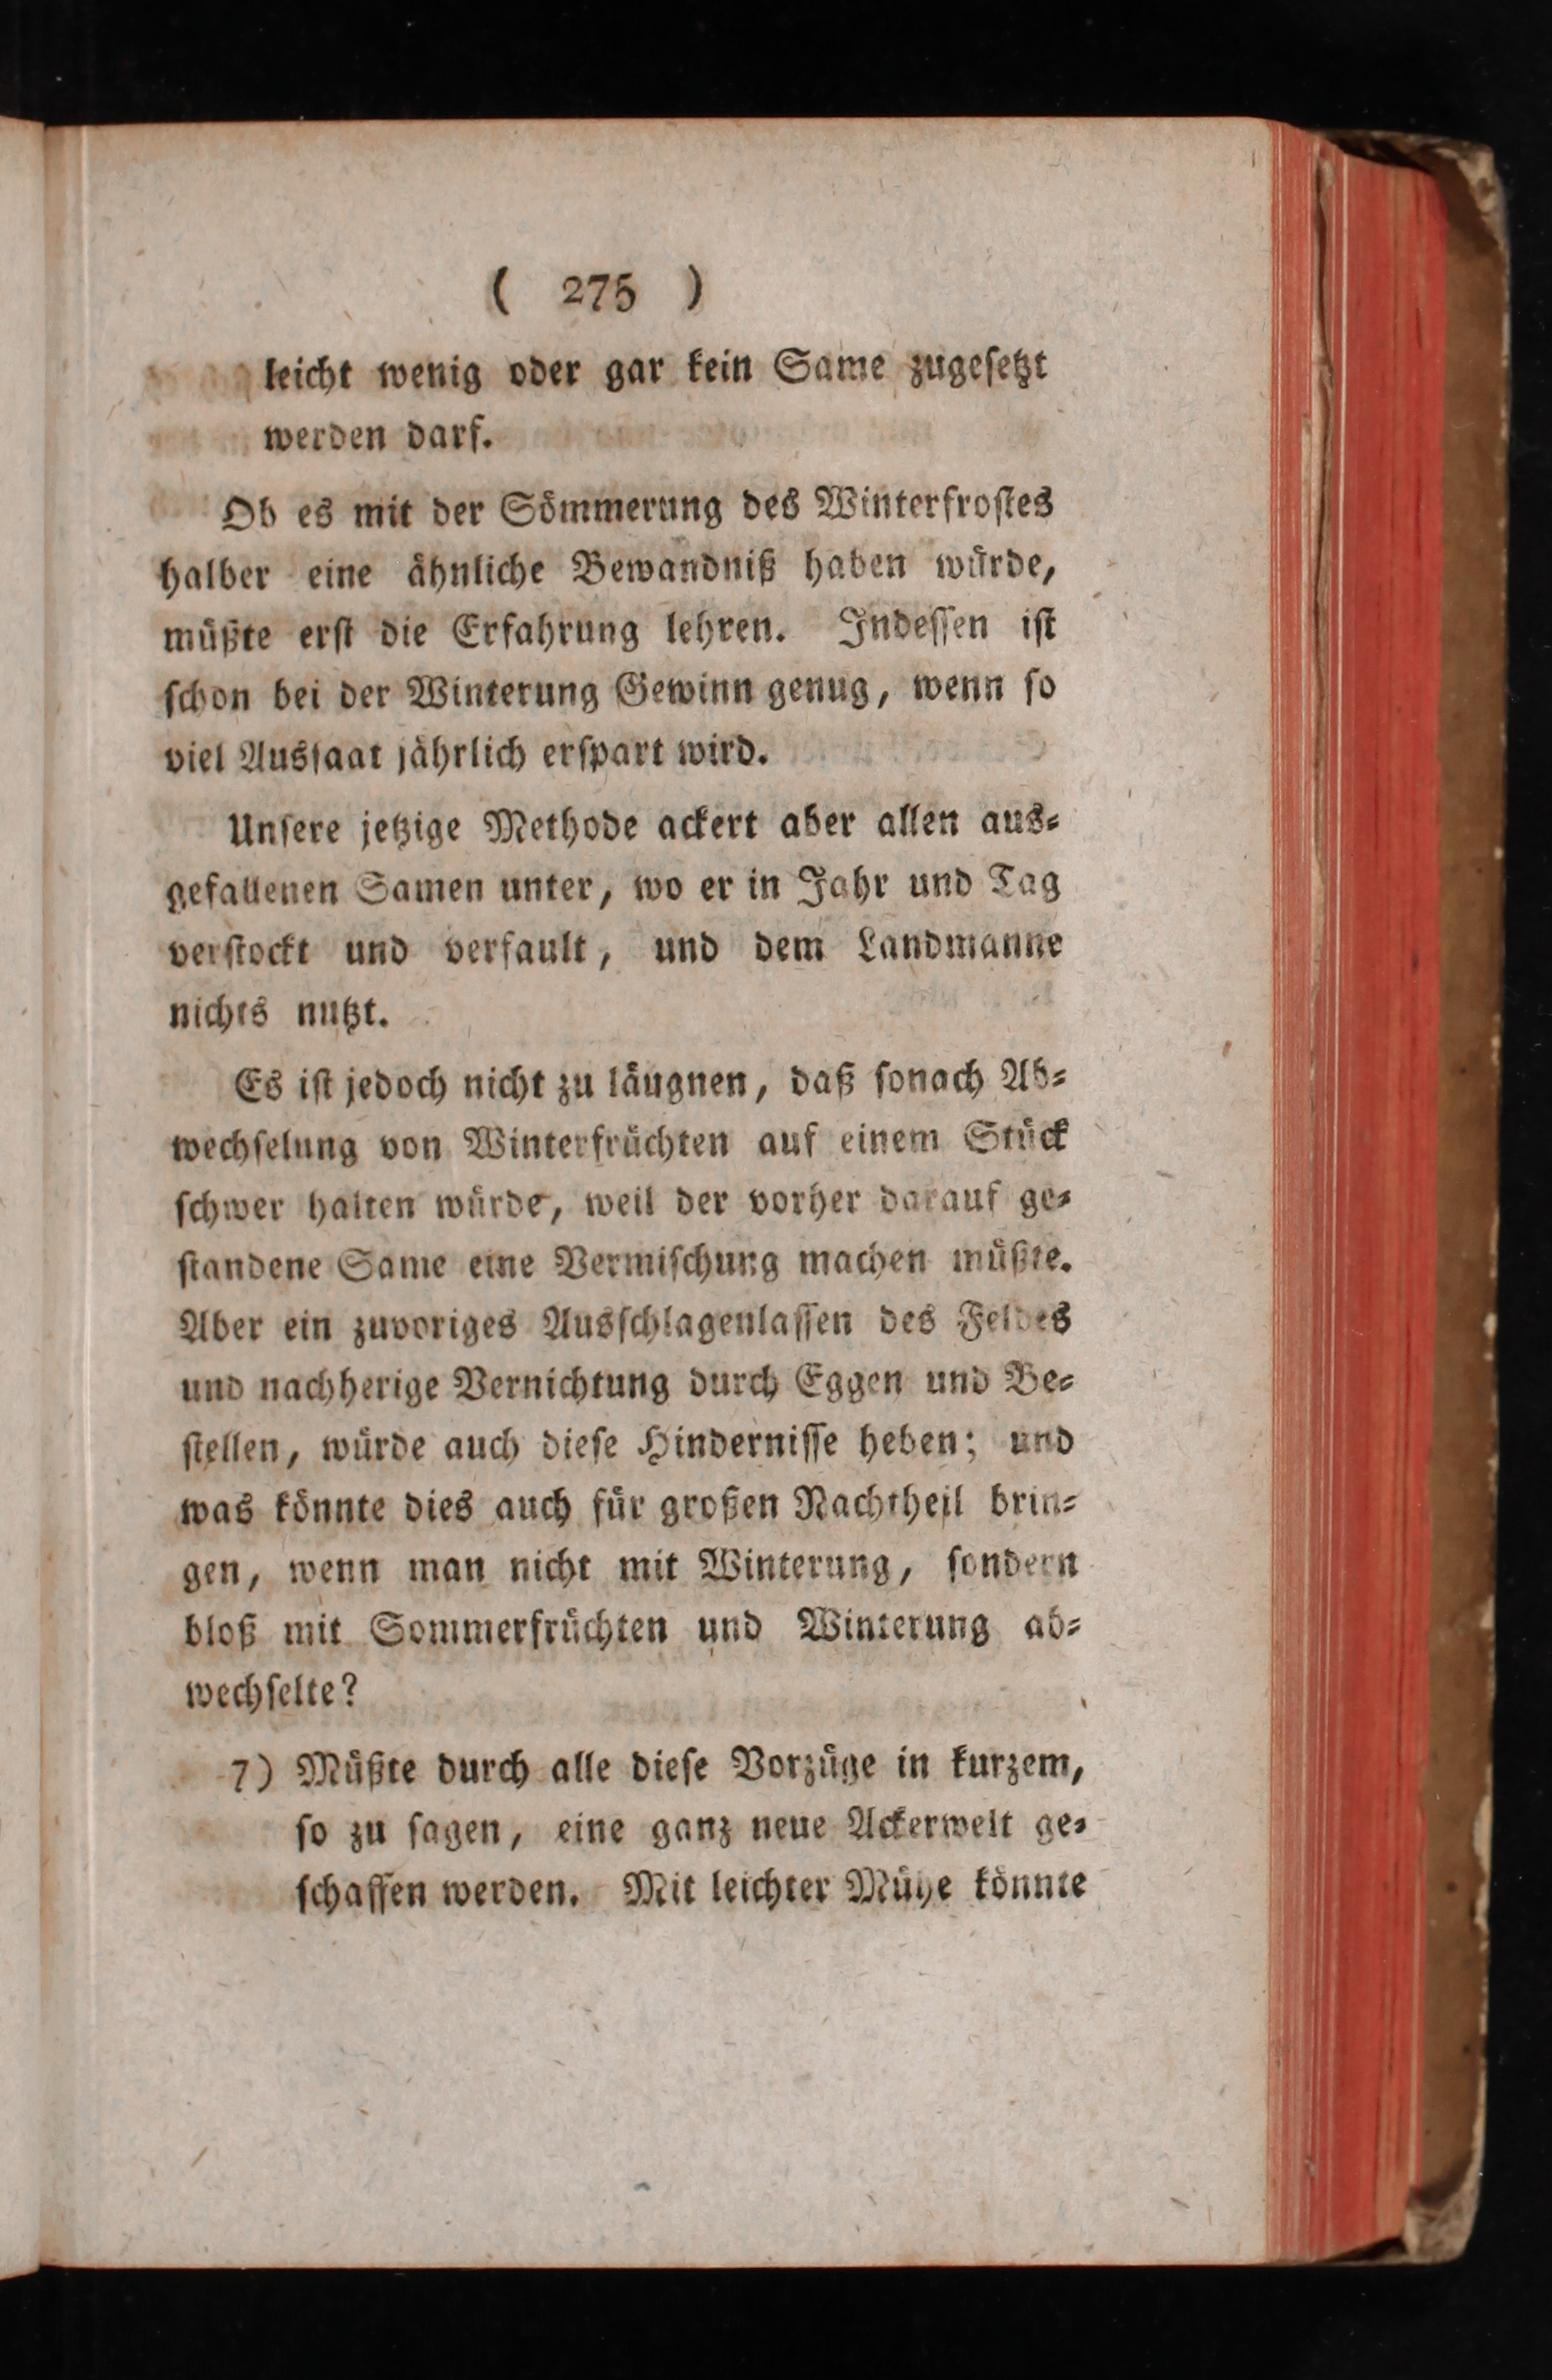 ( 275 )
leicht wenig oder gar kein Same zugeſetzt
werden darf.
Ob es mit der Sömmerung des Winterfroſtes
halber eine ähnliche Bewandniß haben würde,
müßte erſt die Erfahrung lehren. Indeſſen iſt
ſchon bei der Winterung Gewinn genug, wenn ſo
viel Ausſaat jährlich erſpart wird.
Unſere jetzige Methode ackert aber allen aus⸗
gefallenen Samen unter, wo er in Jahr und Tag
verſtockt und verfault, und dem Landmanne
nichts nutzt.
Es iſt jedoch nicht zu läugnen, daß ſonach Ab⸗
wechſelung von Winterfrüchten auf einem Stück
ſchwer halten würde, weil der vorher darauf ge⸗
ſtandene Same eine Vermiſchung machen müßte.
Aber ein zuvoriges Ausſchlagenlaſſen des Feldes
und nachherige Vernichtung durch Eggen und Be⸗
ſtellen, würde auch dieſe Hinderniſſe heben; und
was könnte dies auch für großen Nachtheil brin⸗
gen, wenn man nicht mit Winterung, ſondern
bloß mit Sommerfrüchten und Winterung ab⸗
wechſelte?
7) Müßte durch alle dieſe Vorzüge in kurzem,
ſo zu ſagen, eine ganz neue Ackerwelt ge⸗
ſchaffen werden. Mit leichter Mühe könnte